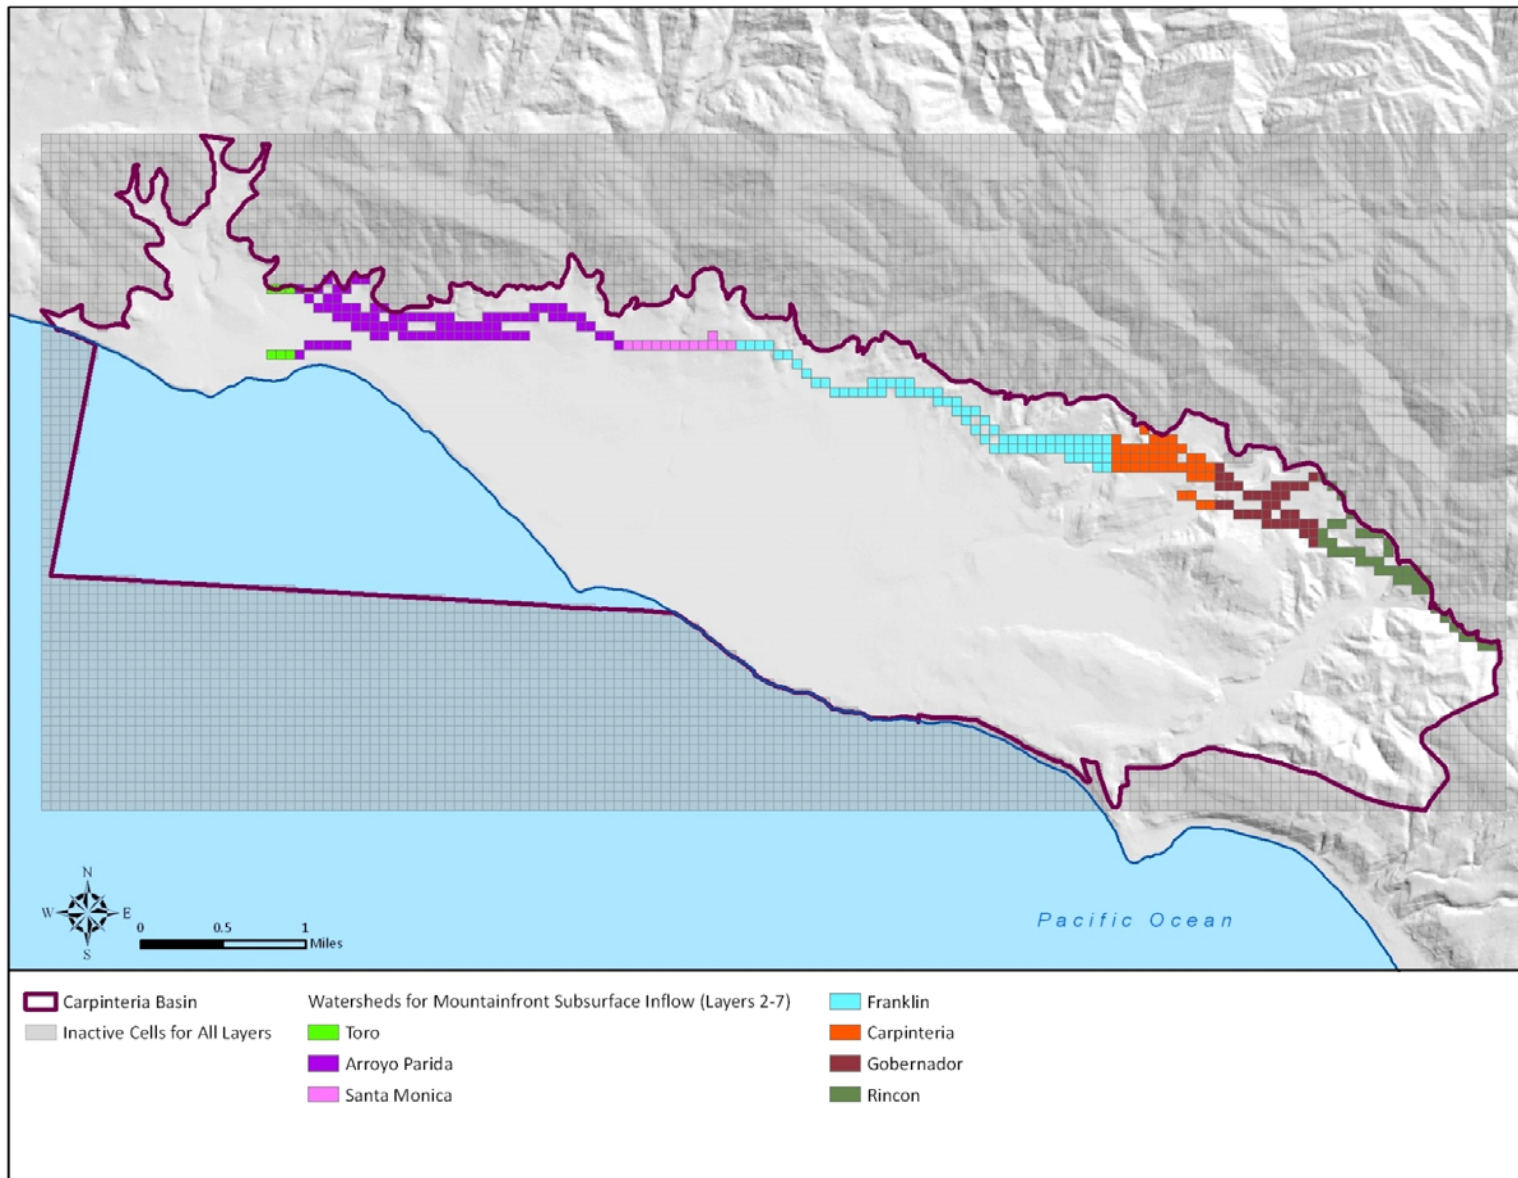 N
W E
S
0 0.5 1
Miles
Pacific Ocean
Carpinteria Basin
Inactive Cells for All Layers
Watersheds for Mountainfront Subsurface Inflow (Layers 2-7)
Toro
Arroyo Parida
Santa Monica
Franklin
Carpinteria
Gobernador
Rincon